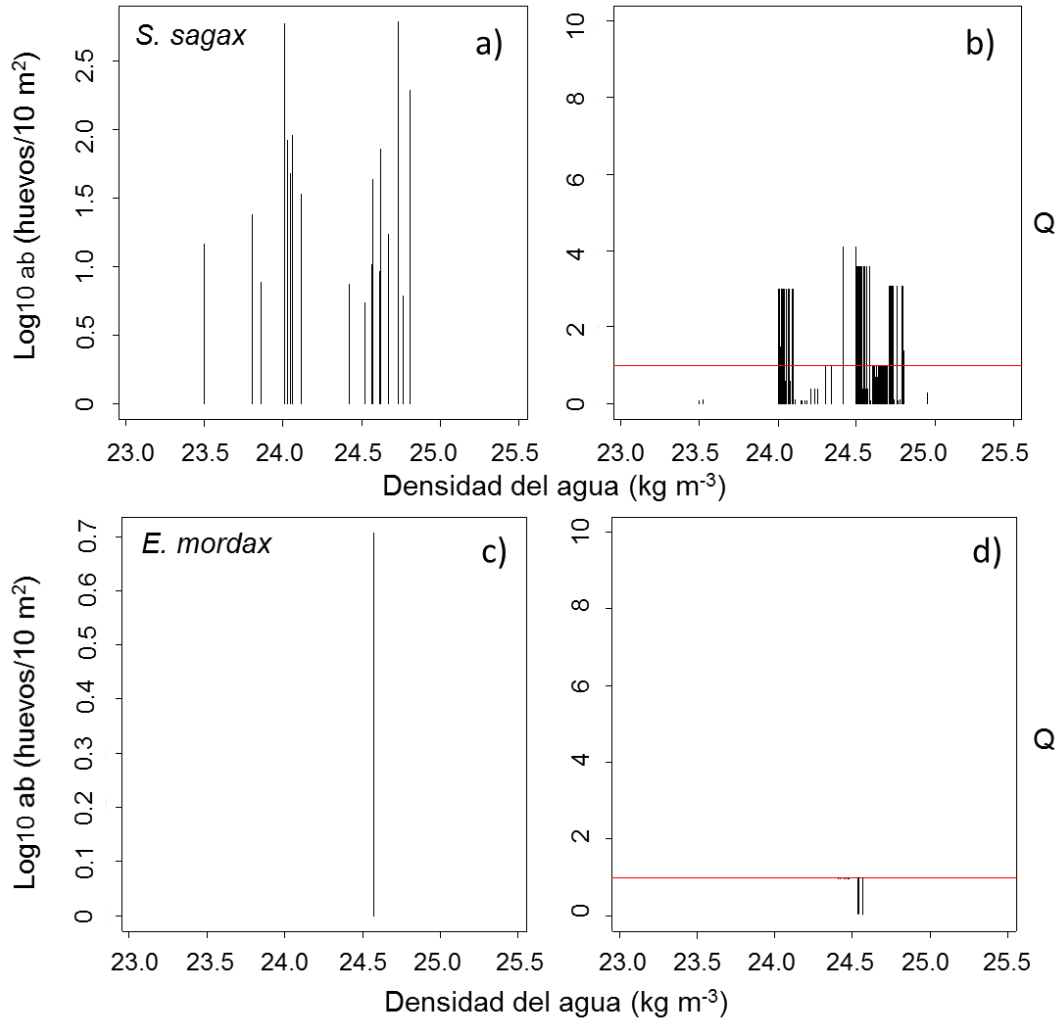 S. sagax
a)
Log10 ab (huevos/10 m²)
2.5
2.0
1.5
1.0
0.5
0
23.0 23.5 24.0 24.5 25.0 25.5
b)
10
8
6
4
2
0
Q
23.0 23.5 24.0 24.5 25.0 25.5
Densidad del agua (kg m⁻³)
E. mordax
c)
Log10 ab (huevos/10 m²)
0.7
0.6
0.5
0.4
0.3
0.2
0.1
0
23.0 23.5 24.0 24.5 25.0 25.5
d)
10
8
6
4
2
0
Q
23.0 23.5 24.0 24.5 25.0 25.5
Densidad del agua (kg m⁻³)